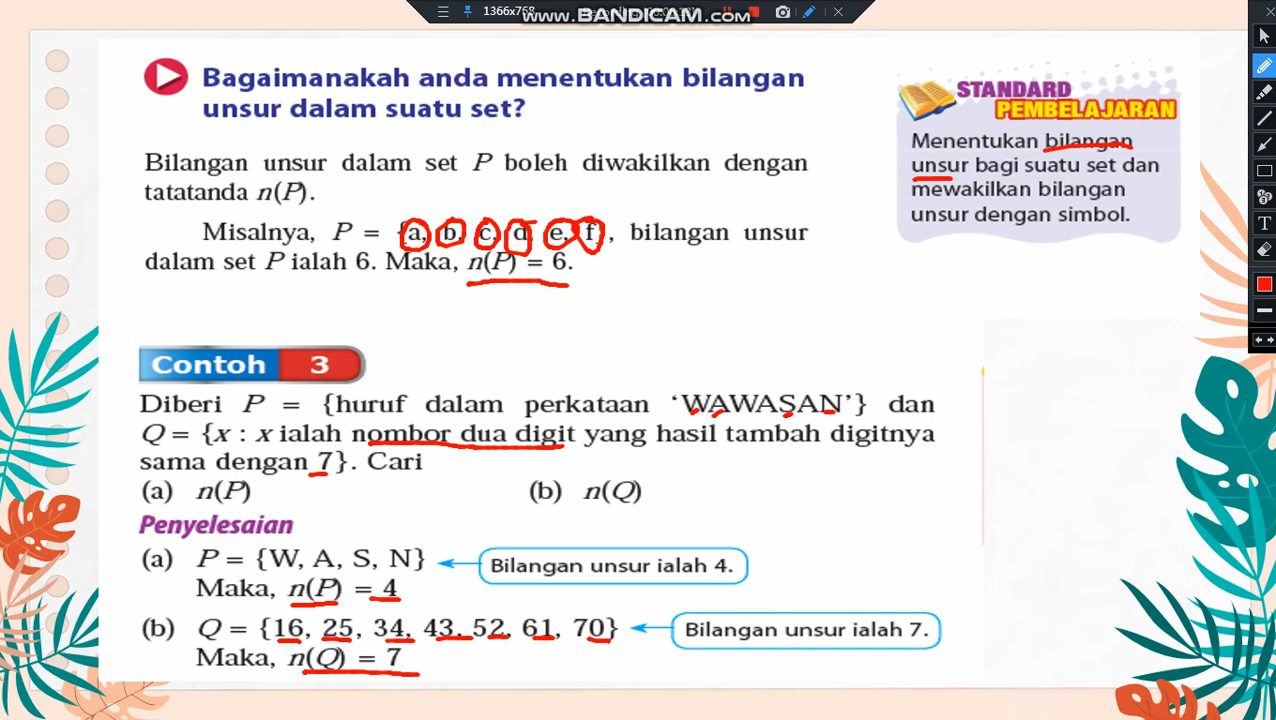 1366x768
www.BANDICAM.com
Bagaimanakah anda menentukan bilangan
unsur dalam suatu set?
STANDARD
PEMBELAJARAN
Menentukan bilangan
unsur bagi suatu set dan
mewakilkan bilangan
unsur dengan simbol.
Bilangan unsur dalam set P boleh diwakilkan dengan
tatatanda n(P).
Misalnya, P = {a, b, c, d, e, f}, bilangan unsur
dalam set P ialah 6. Maka, n(P) = 6.
Contoh 3
Diberi P = {huruf dalam perkataan ‘WAWASAN’} dan
Q = {x : x ialah nombor dua digit yang hasil tambah digitnya
sama dengan 7}. Cari
(a) n(P) (b) n(Q)
Penyelesaian
(a) P = {W, A, S, N} Bilangan unsur ialah 4.
Maka, n(P) = 4
(b) Q = {16, 25, 34, 43, 52, 61, 70} Bilangan unsur ialah 7.
Maka, n(Q) = 7